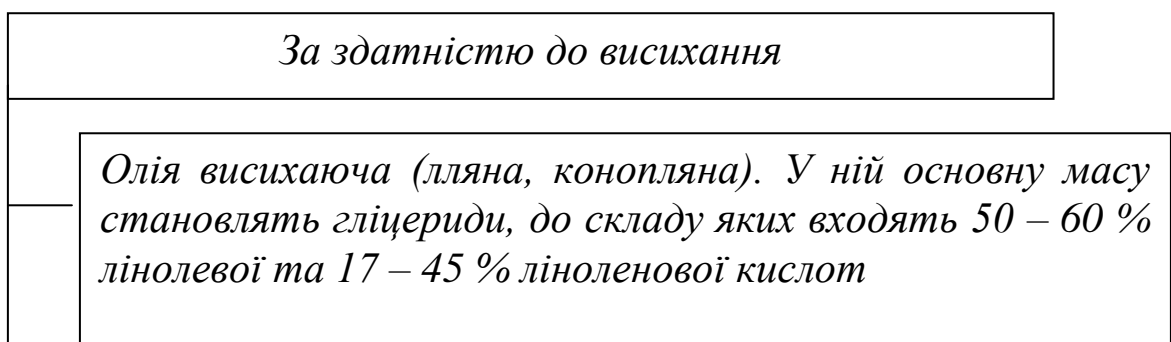 За здатністю до висихання
Олія висихаюча (лляна, конопляна). У ній основну масу
становлять гліцериди, до складу яких входять 50 – 60 %
лінолевої та 17 – 45 % ліноленової кислот